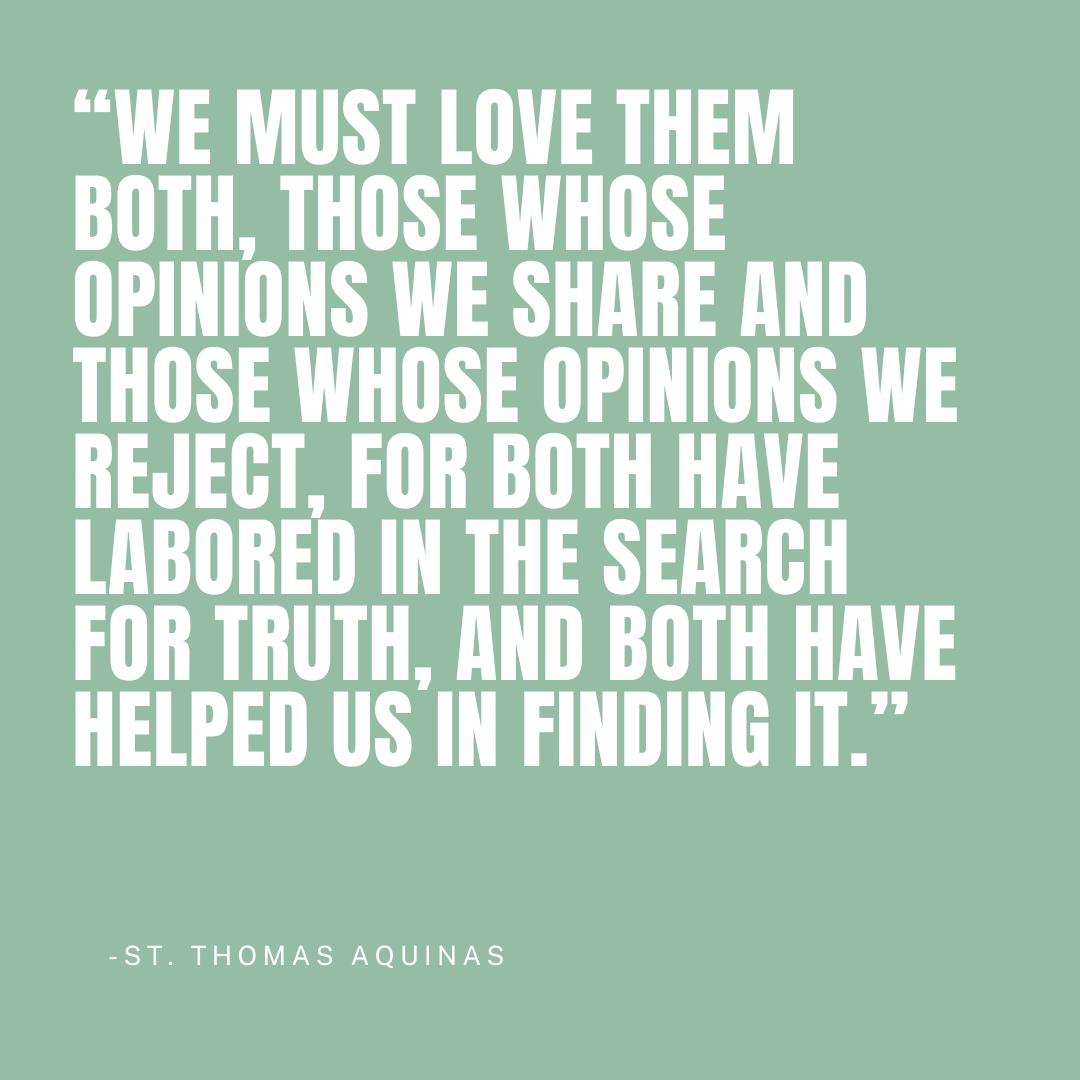 “WE MUST LOVE THEM
BOTH, THOSE WHOSE
OPINIONS WE SHARE AND
THOSE WHOSE OPINIONS WE
REJECT, FOR BOTH HAVE
LABORED IN THE SEARCH
FOR TRUTH, AND BOTH HAVE
HELPED US IN FINDING IT.”
-ST. THOMAS AQUINAS